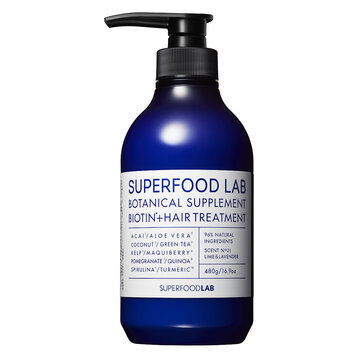 SUPERFOOD LAB
BOTANICAL SUPPLEMENT
BIOTIN*+HAIR TREATMENT
ACAI*/ALOE VERA*
COCONUT*/GREEN TEA*
KELP*/MAQUIBERRY*
POMEGRANATE*/QUINOA*
SPIRULINA*/TURMERIC*
96% NATURAL
INGREDIENTS
SCENT Nº21
LIME&LAVENDER
480g/16.9oz
SUPERFOODLAB